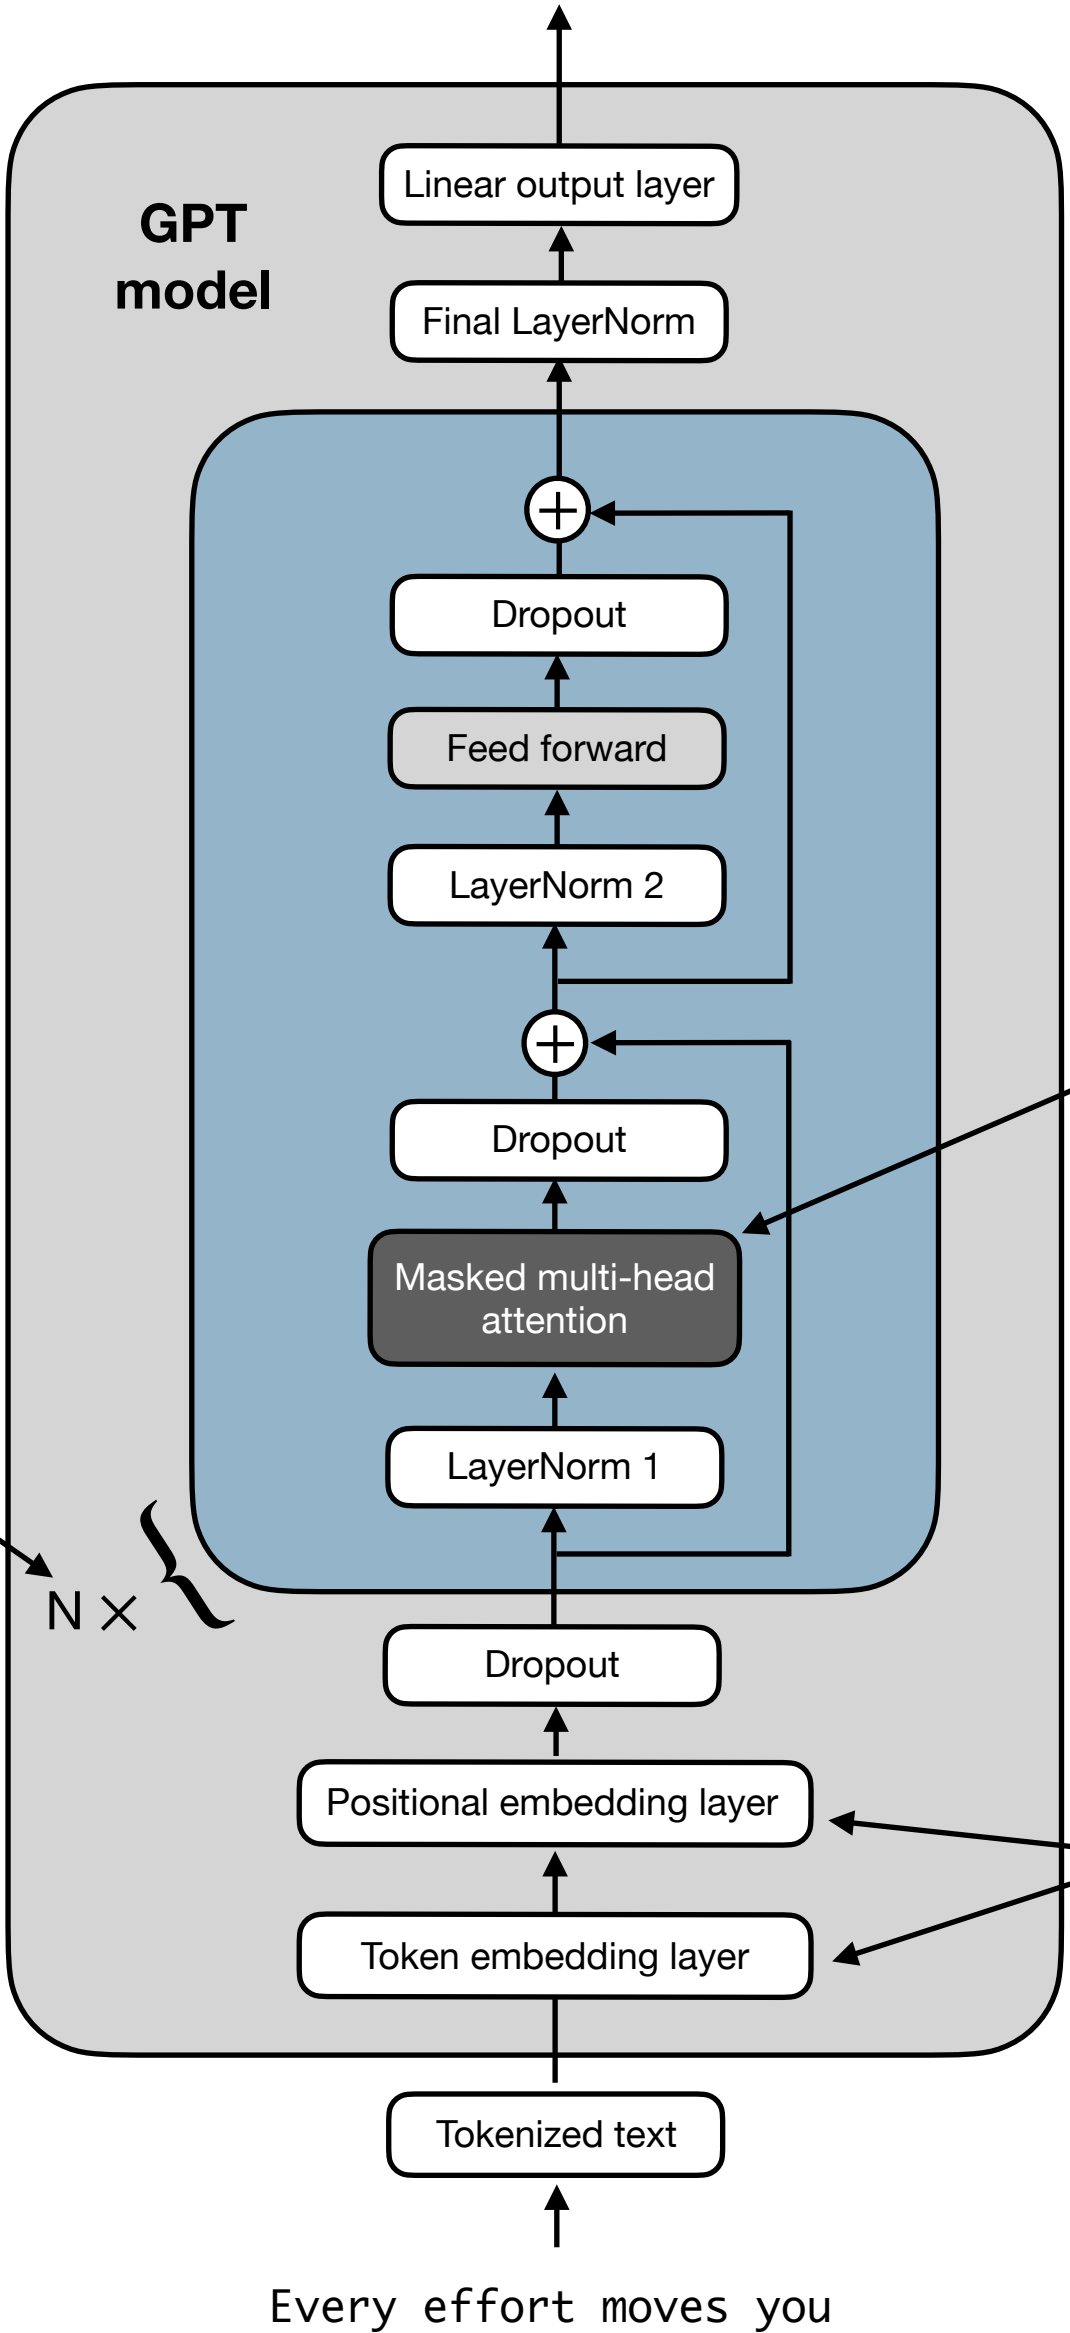 GPT
model
Linear output layer
Final LayerNorm
Dropout
Feed forward
LayerNorm 2
Dropout
Masked multi-head
attention
LayerNorm 1
N ×
Dropout
Positional embedding layer
Token embedding layer
Tokenized text
Every effort moves you